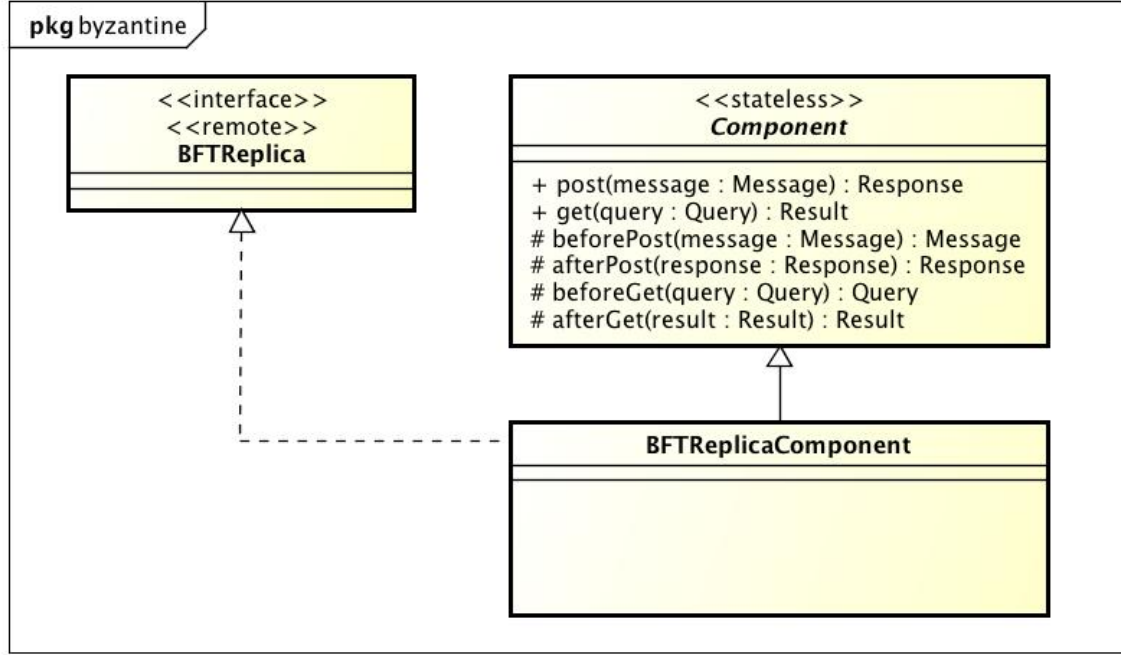 pkg byzantine
<<interface>>
<<remote>>
BFTReplica
<<stateless>>
Component
+ post(message : Message) : Response
+ get(query : Query) : Result
# beforePost(message : Message) : Message
# afterPost(response : Response) : Response
# beforeGet(query : Query) : Query
# afterGet(result : Result) : Result
BFTReplicaComponent